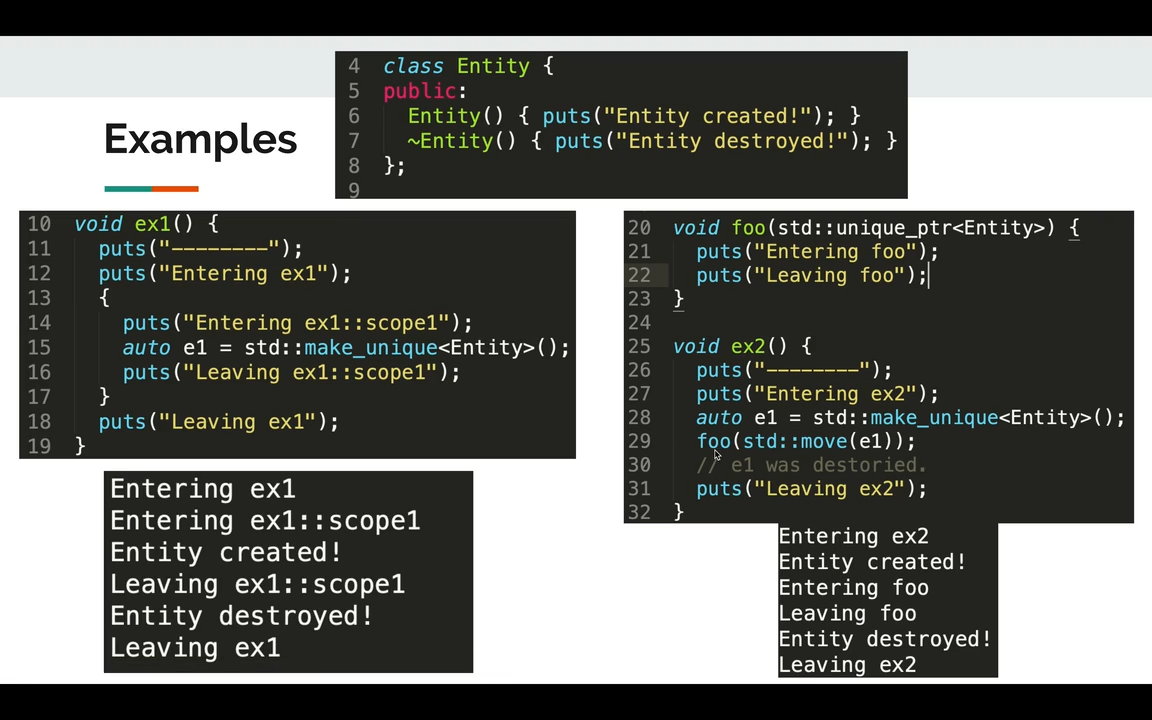 Examples
4 class Entity {
5 public:
6 Entity() { puts("Entity created!"); }
7 ~Entity() { puts("Entity destroyed!"); }
8 };
9
10 void ex1() {
11 puts("--------");
12 puts("Entering ex1");
13 {
14 puts("Entering ex1::scope1");
15 auto e1 = std::make_unique<Entity>();
16 puts("Leaving ex1::scope1");
17 }
18 puts("Leaving ex1");
19 }
Entering ex1
Entering ex1::scope1
Entity created!
Leaving ex1::scope1
Entity destroyed!
Leaving ex1
20 void foo(std::unique_ptr<Entity>) {
21 puts("Entering foo");
22 puts("Leaving foo");
23 }
24
25 void ex2() {
26 puts("--------");
27 puts("Entering ex2");
28 auto e1 = std::make_unique<Entity>();
29 foo(std::move(e1));
30 // e1 was destoried.
31 puts("Leaving ex2");
32 }
Entering ex2
Entity created!
Entering foo
Leaving foo
Entity destroyed!
Leaving ex2